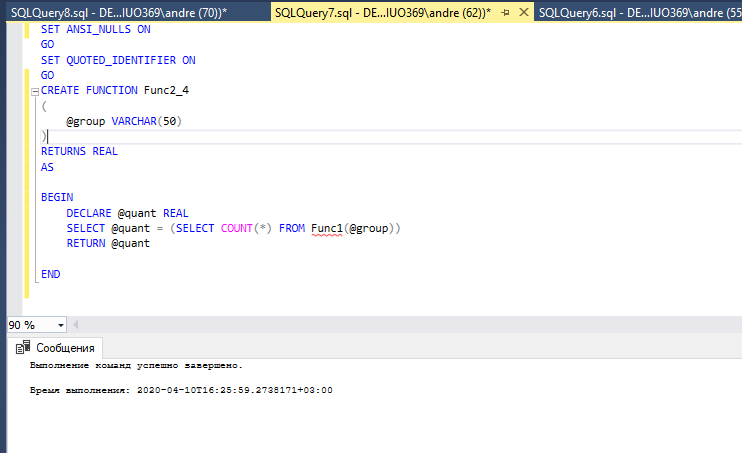 SQLQuery8.sql - DE...IUO369\andre (70))*
SQLQuery7.sql - DE...IUO369\andre (62))*
SQLQuery6.sql - DE...IUO369\andre (55
SET ANSI_NULLS ON
GO
SET QUOTED_IDENTIFIER ON
GO
CREATE FUNCTION Func2_4
(
@group VARCHAR(50)
)
RETURNS REAL
AS
BEGIN
DECLARE @quant REAL
SELECT @quant = (SELECT COUNT(*) FROM Func1(@group))
RETURN @quant
END
90 %
Сообщения
Выполнение команд успешно завершено.
Время выполнения: 2020-04-10T16:25:59.2738171+03:00